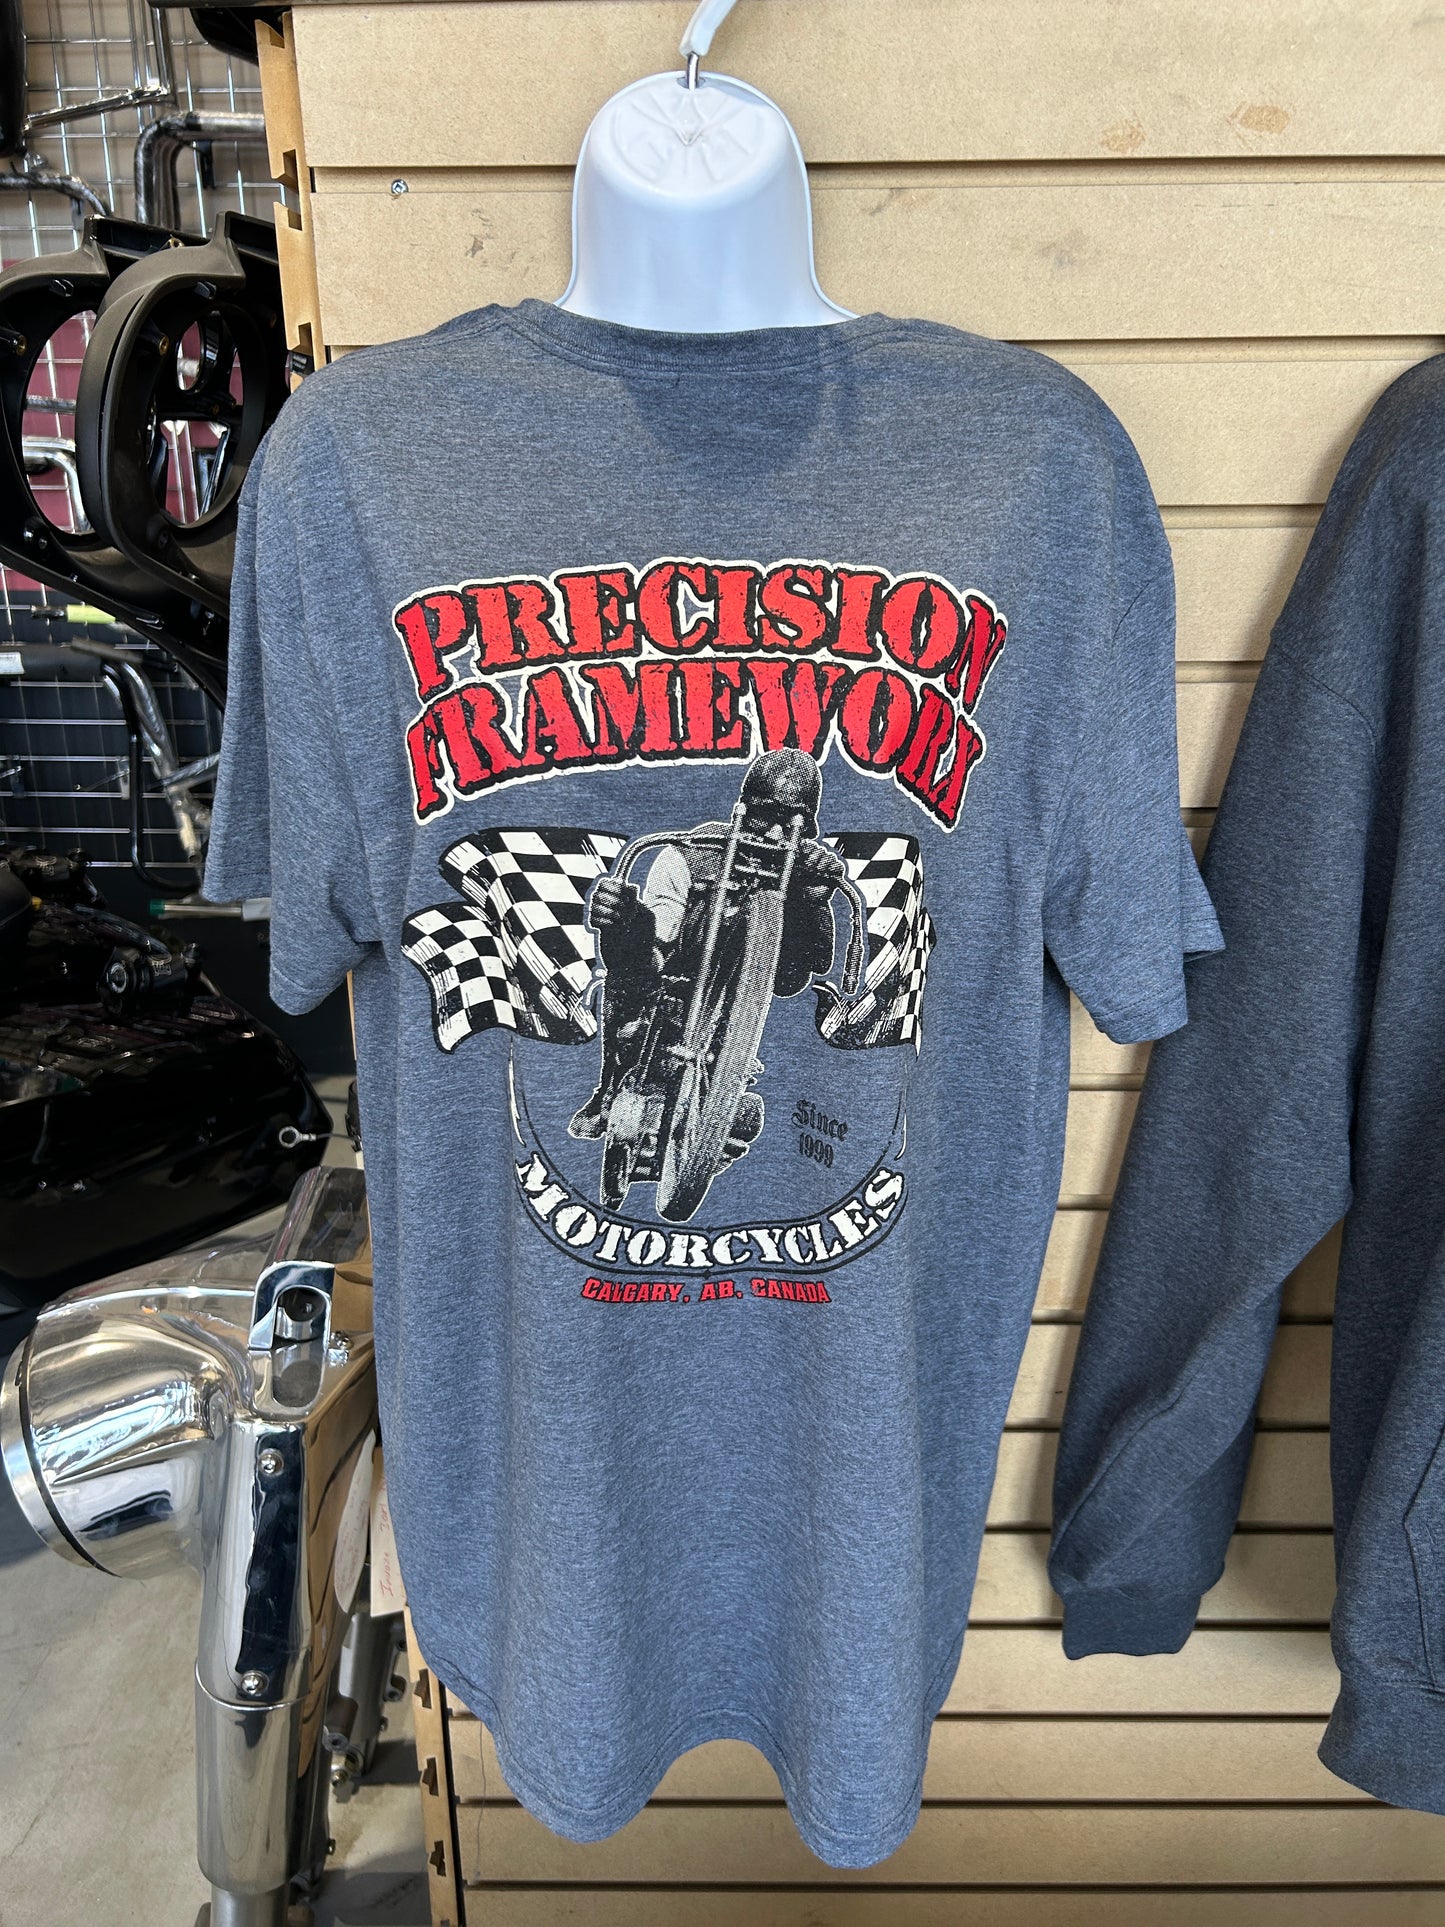 PRECISION
FRAMEWORX
Since
1999
MOTORCYCLES
CALGARY, AB, CANADA